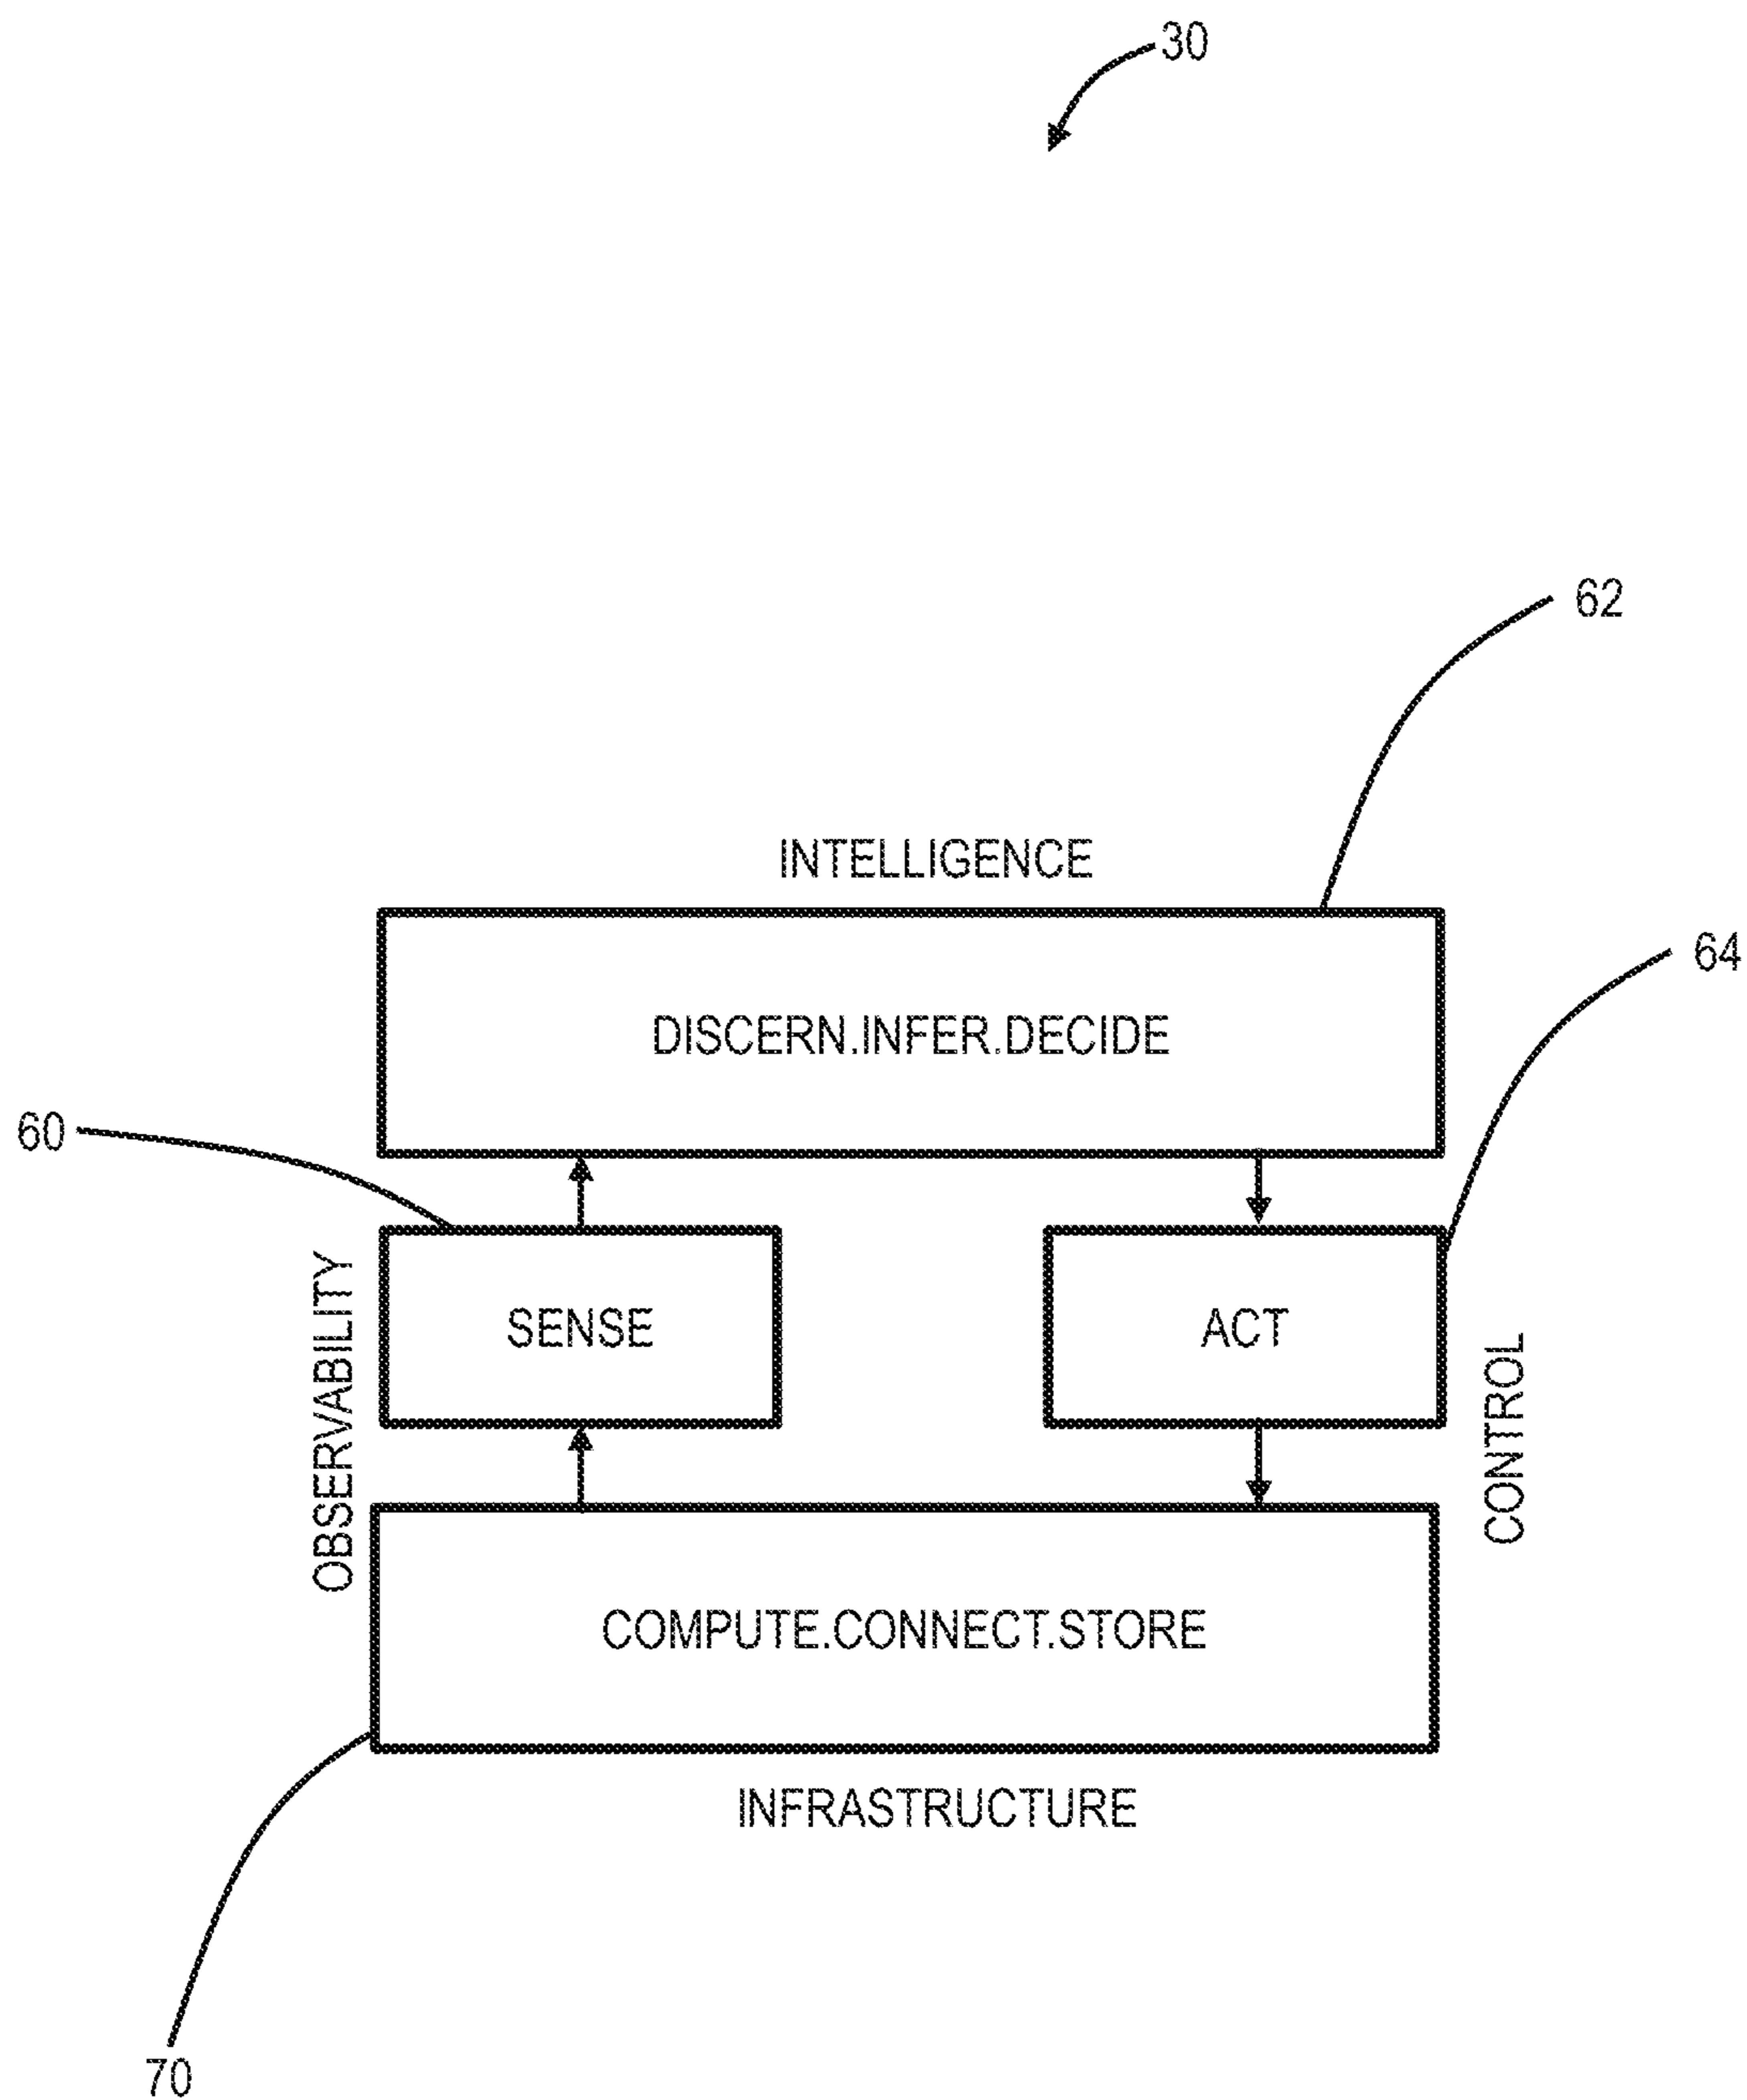 30
62
INTELLIGENCE
64
DISCERN.INFER.DECIDE
60
OBSERVABILITY
SENSE
ACT
CONTROL
COMPUTE.CONNECT.STORE
INFRASTRUCTURE
70